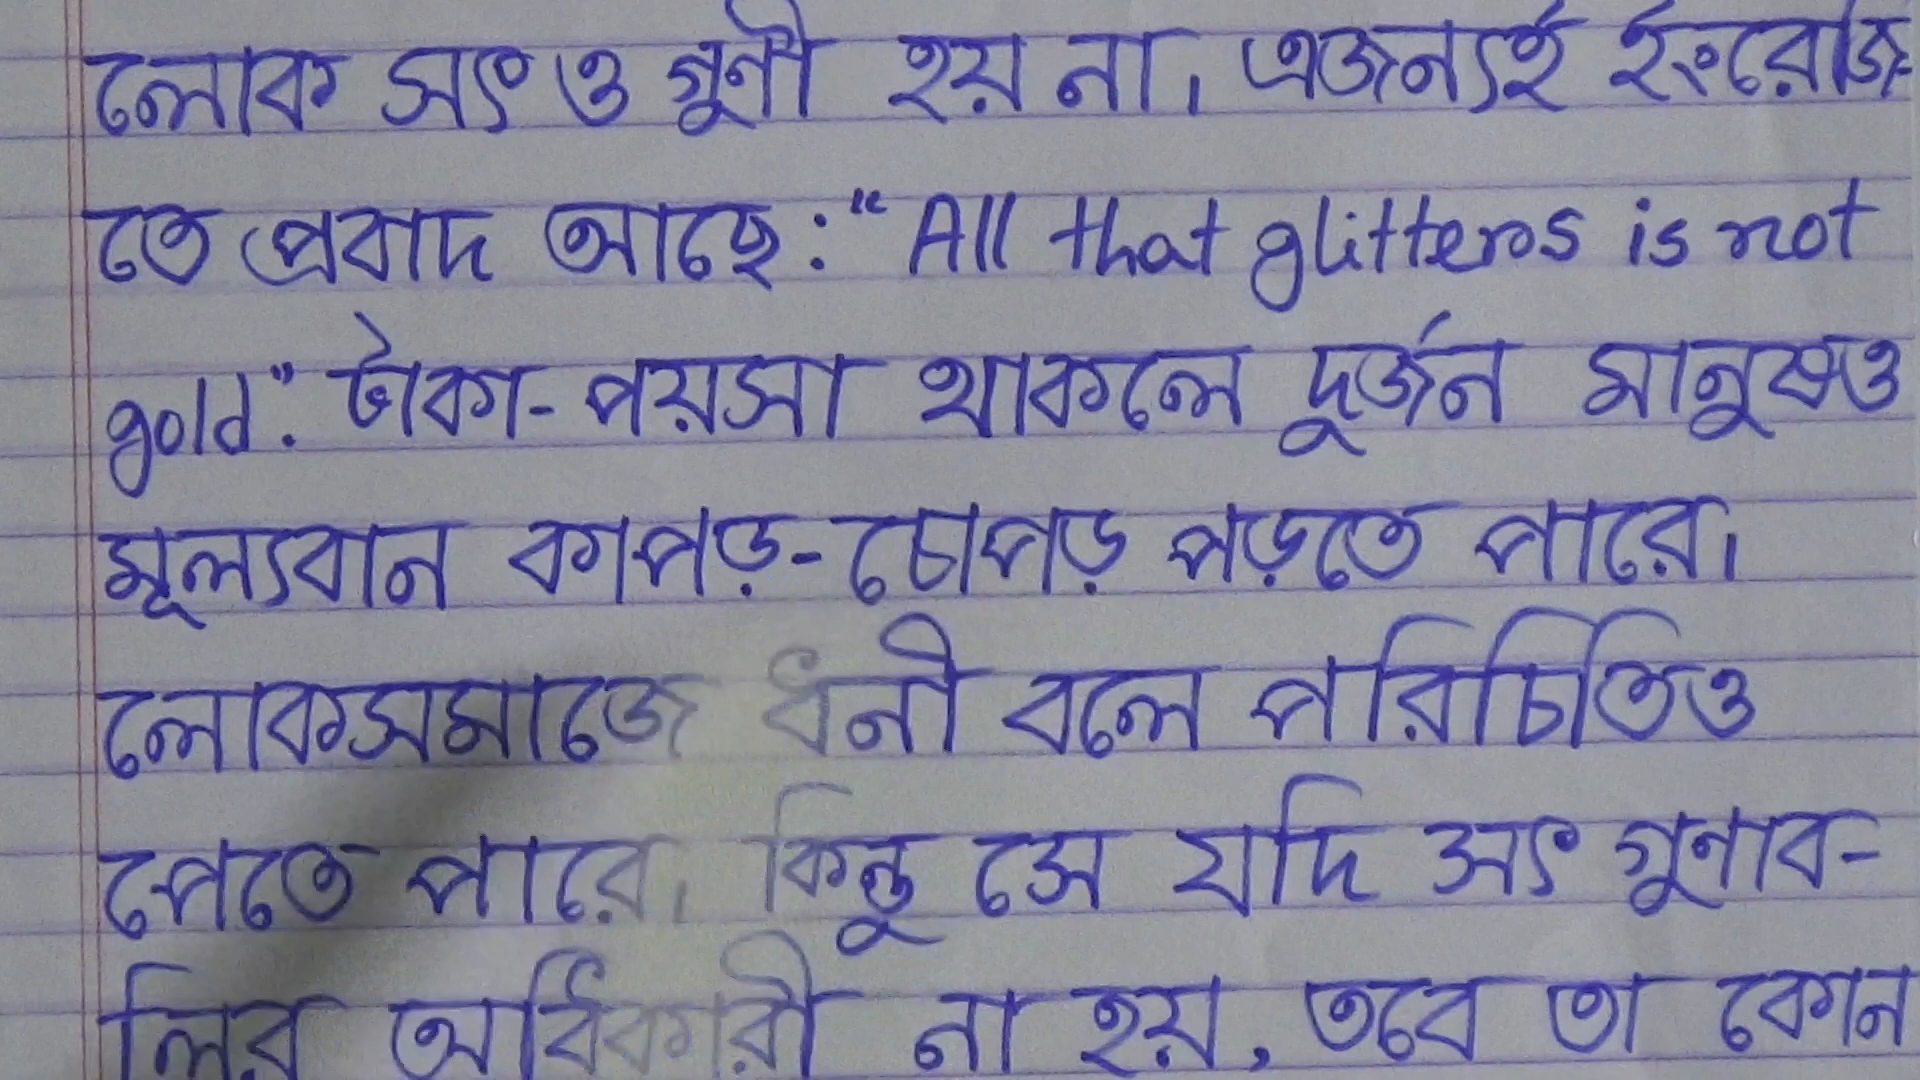 লোক সৎ ও গুণী হয় না। এজন্যই ইংরেজি-
তে প্রবাদ আছে : "All that glitters is not
gold". টাকা-পয়সা থাকলে দুর্জন মানুষও
মূল্যবান কাপড়-চোপড় পড়তে পারে।
লোকসমাজে ধনী বলে পরিচিতিও
পেতে পারে। কিন্তু সে যদি সৎ গুণাব-
লির অধিকারী না হয়, তবে তা কোন